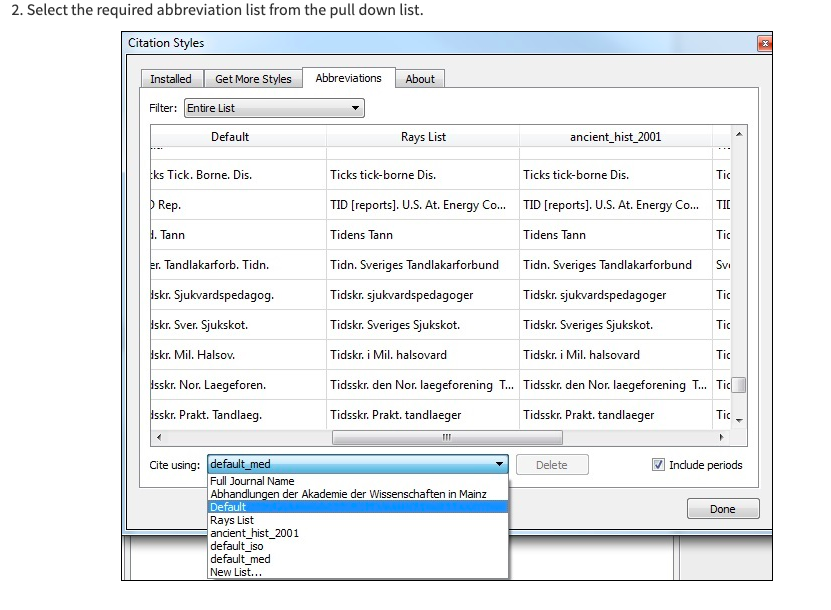 2. Select the required abbreviation list from the pull down list.
Citation Styles
Installed Get More Styles Abbreviations About
Filter: Entire List
Default Rays List ancient_hist_2001
ks Tick. Borne. Dis. Ticks tick-borne Dis. Ticks tick-borne Dis. Tic
Rep. TID [reports]. U.S. At. Energy Co... TID [reports]. U.S. At. Energy Co... TID
. Tann Tidens Tann Tidens Tann Tic
er. Tandlakarforb. Tidn. Tidn. Sveriges Tandlakarforbund Tidn. Sveriges Tandlakarforbund Sv
dskr. Sjukvardspedagog. Tidskr. sjukvardspedagoger Tidskr. sjukvardspedagoger Tic
dskr. Sver. Sjukskot. Tidskr. Sveriges Sjukskot. Tidskr. Sveriges Sjukskot. Tic
dskr. Mil. Halsov. Tidskr. i Mil. halsovard Tidskr. i Mil. halsovard Tic
dsskr. Nor. Laegeforen. Tidsskr. den Nor. laegeforening T... Tidsskr. den Nor. laegeforening T... Tic
dsskr. Prakt. Tandlaeg. Tidsskr. Prakt. tandlaeger Tidsskr. Prakt. tandlaeger Tic
Cite using: default_med Delete Include periods
Full Journal Name
Abhandlungen der Akademie der Wissenschaften in Mainz
Default Done
Rays List
ancient_hist_2001
default_iso
default_med
New List...